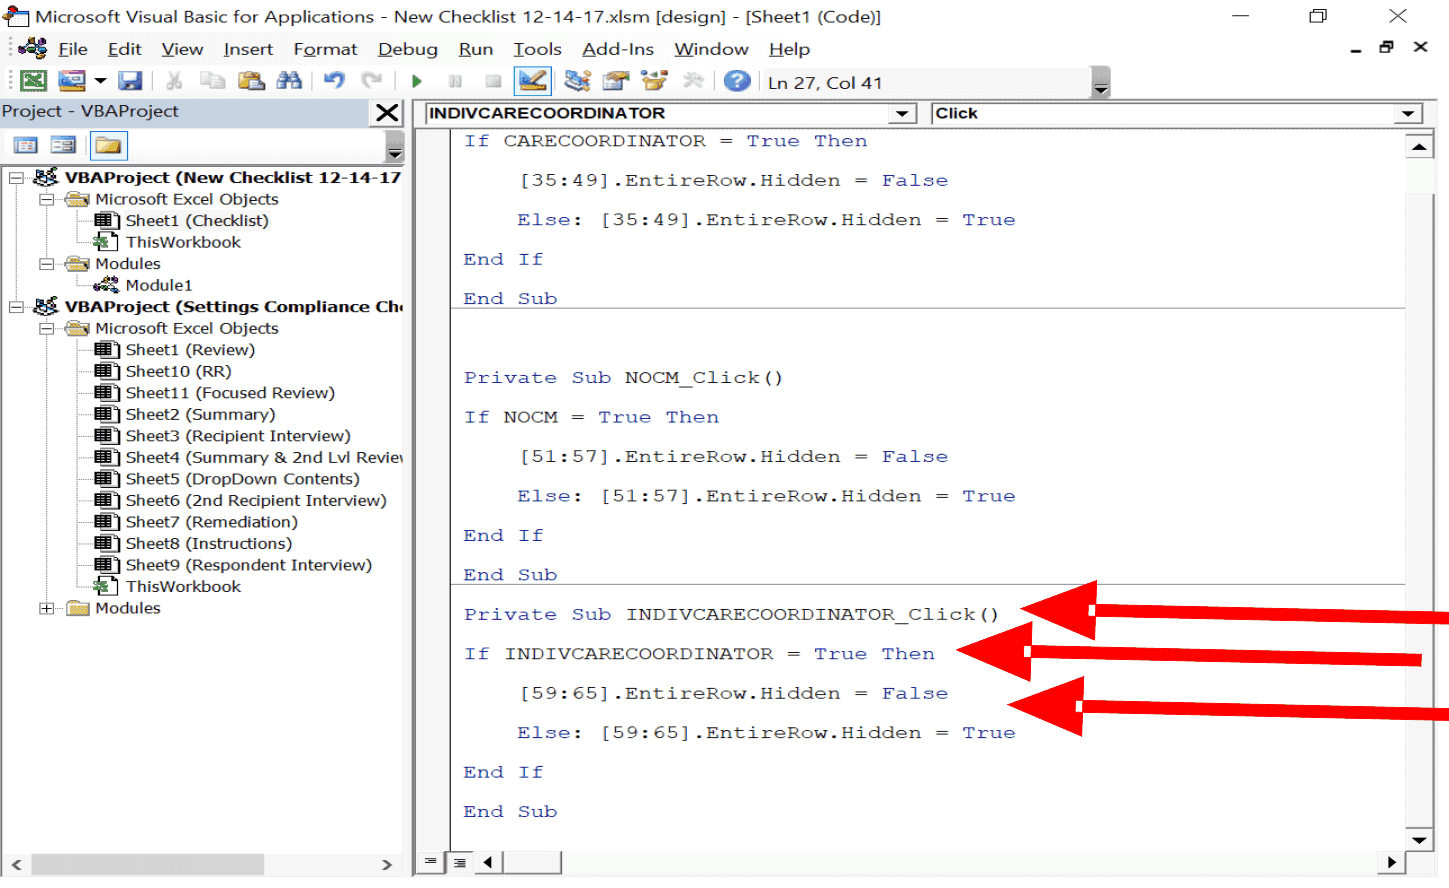 Microsoft Visual Basic for Applications - New Checklist 12-14-17.xlsm [design] - [Sheet1 (Code)]
File Edit View Insert Format Debug Run Tools Add-Ins Window Help
Ln 27, Col 41
Project - VBAProject
INDIVCARECOORDINATOR Click
VBAProject (New Checklist 12-14-17
Microsoft Excel Objects
Sheet1 (Checklist)
ThisWorkbook
Modules
Module1
VBAProject (Settings Compliance Che
Microsoft Excel Objects
Sheet1 (Review)
Sheet10 (RR)
Sheet11 (Focused Review)
Sheet2 (Summary)
Sheet3 (Recipient Interview)
Sheet4 (Summary & 2nd Lvl Review
Sheet5 (DropDown Contents)
Sheet6 (2nd Recipient Interview)
Sheet7 (Remediation)
Sheet8 (Instructions)
Sheet9 (Respondent Interview)
ThisWorkbook
Modules
If CARECOORDINATOR = True Then
[35:49].EntireRow.Hidden = False
Else: [35:49].EntireRow.Hidden = True
End If
End Sub
Private Sub NOCM_Click()
If NOCM = True Then
[51:57].EntireRow.Hidden = False
Else: [51:57].EntireRow.Hidden = True
End If
End Sub
Private Sub INDIVCARECOORDINATOR_Click()
If INDIVCARECOORDINATOR = True Then
[59:65].EntireRow.Hidden = False
Else: [59:65].EntireRow.Hidden = True
End If
End Sub